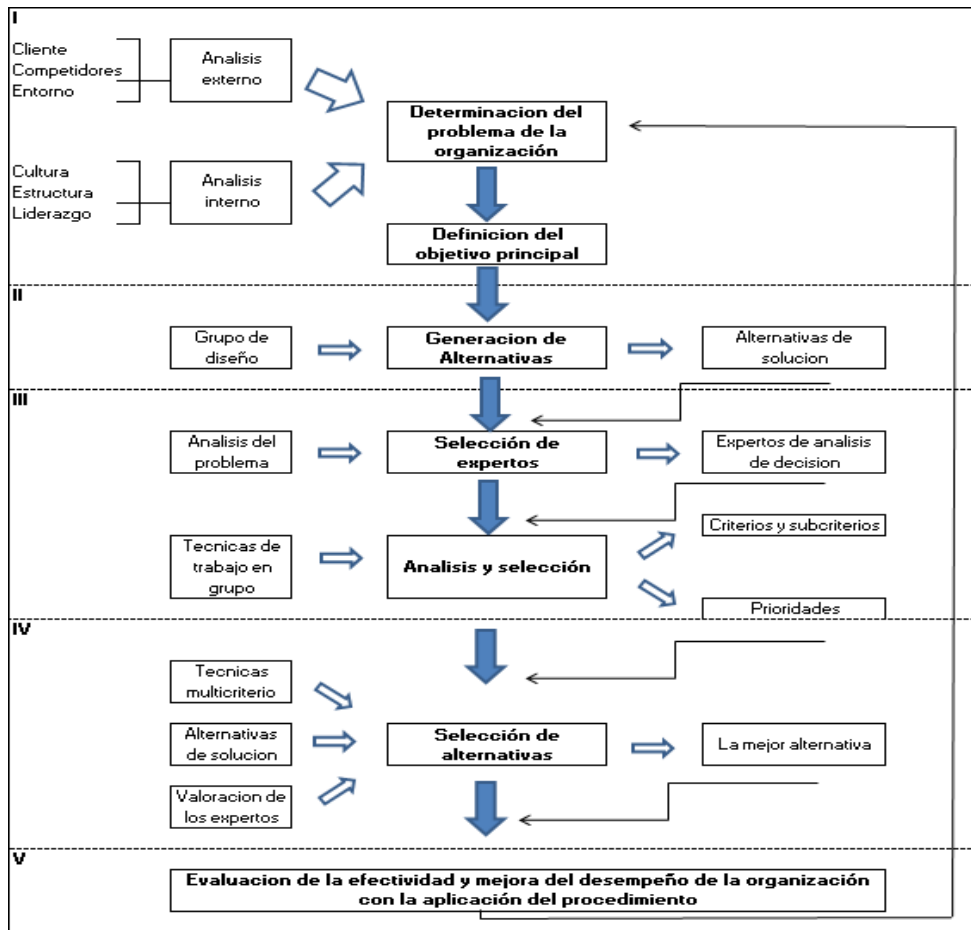 I
Cliente
Competidores
Entorno
Analisis
externo
Determinacion del
problema de la
organización
Cultura
Estructura
Liderazgo
Analisis
interno
Definicion del
objetivo principal
II
Grupo de
diseño
Generacion de
Alternativas
Alternativas de
solucion
III
Analisis del
problema
Selección de
expertos
Expertos de analisis
de decision
Tecnicas de
trabajo en
grupo
Analisis y selección
Criterios y subcriterios
Prioridades
IV
Tecnicas
multicriterio
Alternativas
de solucion
Valoracion de
los expertos
Selección de
alternativas
La mejor alternativa
V
Evaluacion de la efectividad y mejora del desempeño de la organización
con la aplicación del procedimiento